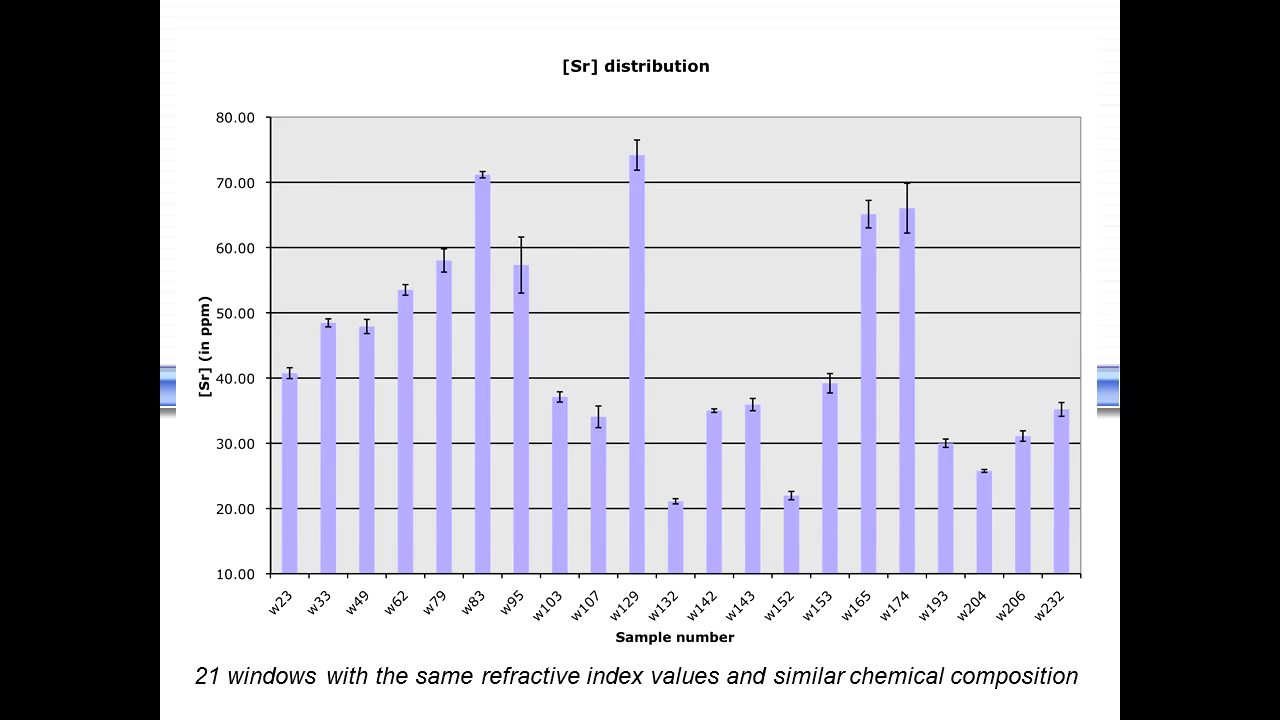 [Sr] distribution
80.00
70.00
60.00
50.00
40.00
30.00
20.00
10.00
[Sr] (in ppm)
w23 w33 w49 w62 w79 w83 w95 w103 w107 w129 w132 w142 w143 w152 w153 w165 w174 w193 w204 w206 w232
Sample number
21 windows with the same refractive index values and similar chemical composition